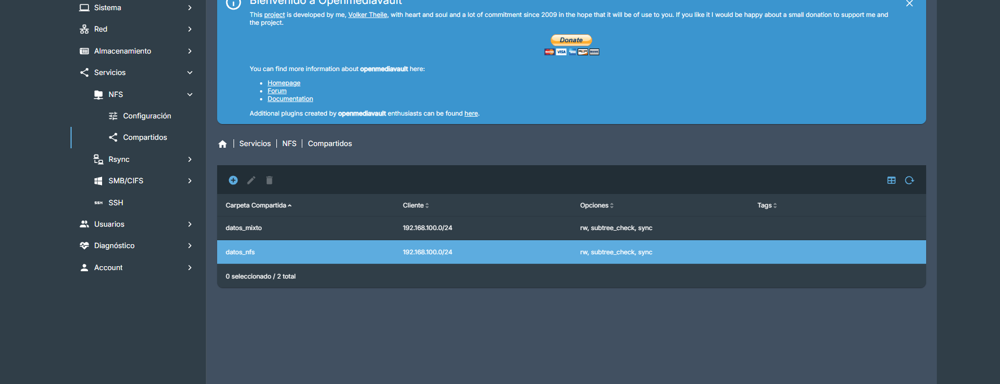 Sistema
Red
Almacenamiento
Servicios
NFS
Configuración
Compartidos
Rsync
SMB/CIFS
SSH SSH
Usuarios
Diagnóstico
Account
Bienvenido a Openmediavault
This project is developed by me, Volker Theile, with heart and soul and a lot of commitment since 2009 in the hope that it will be of use to you. If you like it I would be happy about a small donation to support me and
the project.
Donate
VISA
You can find more information about openmediavault here:
Homepage
Forum
Documentation
Additional plugins created by openmediavault enthusiasts can be found here.
Servicios | NFS | Compartidos
Carpeta Compartida Cliente Opciones Tags
datos_mixto 192.168.100.0/24 rw, subtree_check, sync
datos_nfs 192.168.100.0/24 rw, subtree_check, sync
0 seleccionado / 2 total